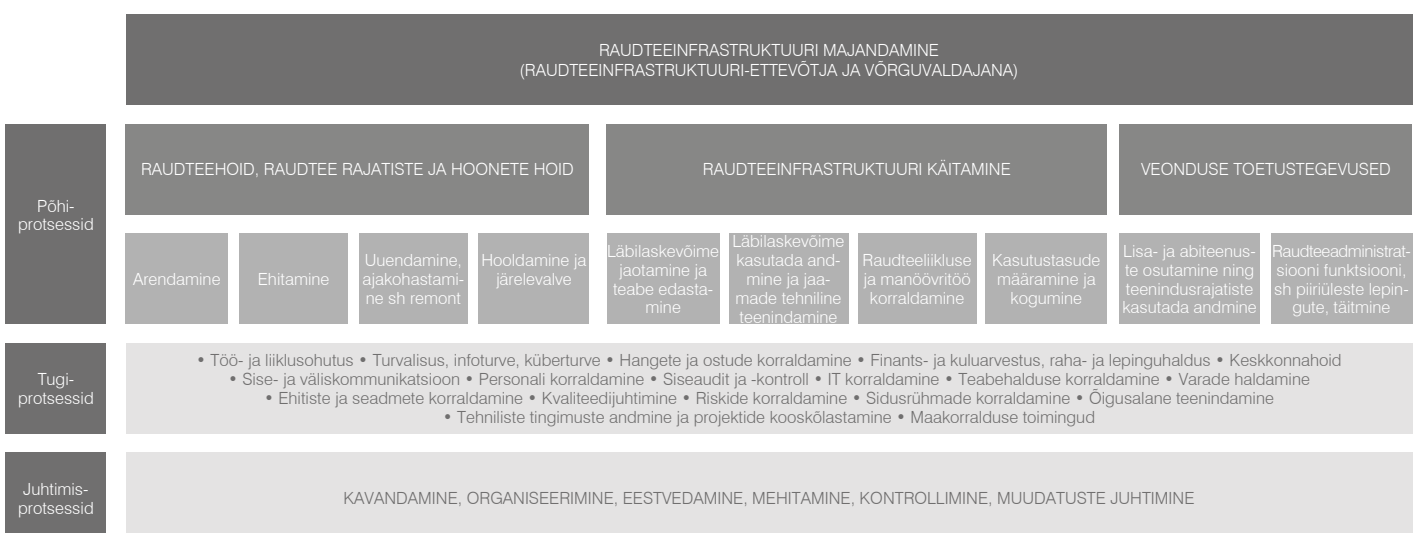 RAUDTEEINFRASTRUKTUURI MAJANDAMINE
(RAUDTEEINFRASTRUKTUURI-ETTEVÕTJA JA VÕRGUVALDAJANA)
Põhi-
protsessid
RAUDTEEHOID, RAUDTEE RAJATISTE JA HOONETE HOID
RAUDTEEINFRASTRUKTUURI KÄITAMINE
VEONDUSE TOETUSTEGEVUSED
Arendamine
Ehitamine
Uuendamine,
ajakohastami-
ne sh remont
Hooldamine ja
järelevalve
Läbilaskevõime
jaotamine ja
teabe edasta-
mine
Läbilaskevõime
kasutada and-
mine ja jaa-
made tehniline
teenindamine
Raudteeliikluse
ja manöövritöö
korraldamine
Kasutustasude
määramine ja
kogumine
Lisa- ja abiteenus-
te osutamine ning
teenindusrajatiste
kasutada andmine
Raudteeadministrat-
siooni funktsiooni,
sh piiriüleste lepin-
gute, täitmine
Tugi-
protsessid
• Töö- ja liiklusohutus • Turvalisus, infoturve, küberturve • Hangete ja ostude korraldamine • Finants- ja kuluarvestus, raha- ja lepinguhaldus • Keskkonnahoid
• Sise- ja väliskommunikatsioon • Personali korraldamine • Siseaudit ja -kontroll • IT korraldamine • Teabehalduse korraldamine • Varade haldamine
• Ehitiste ja seadmete korraldamine • Kvaliteedijuhtimine • Riskide korraldamine • Sidusrühmade korraldamine • Õigusalane teenindamine
• Tehniliste tingimuste andmine ja projektide kooskõlastamine • Maakorralduse toimingud
Juhtimis-
protsessid
KAVANDAMINE, ORGANISEERIMINE, EESTVEDAMINE, MEHITAMINE, KONTROLLIMINE, MUUDATUSTE JUHTIMINE